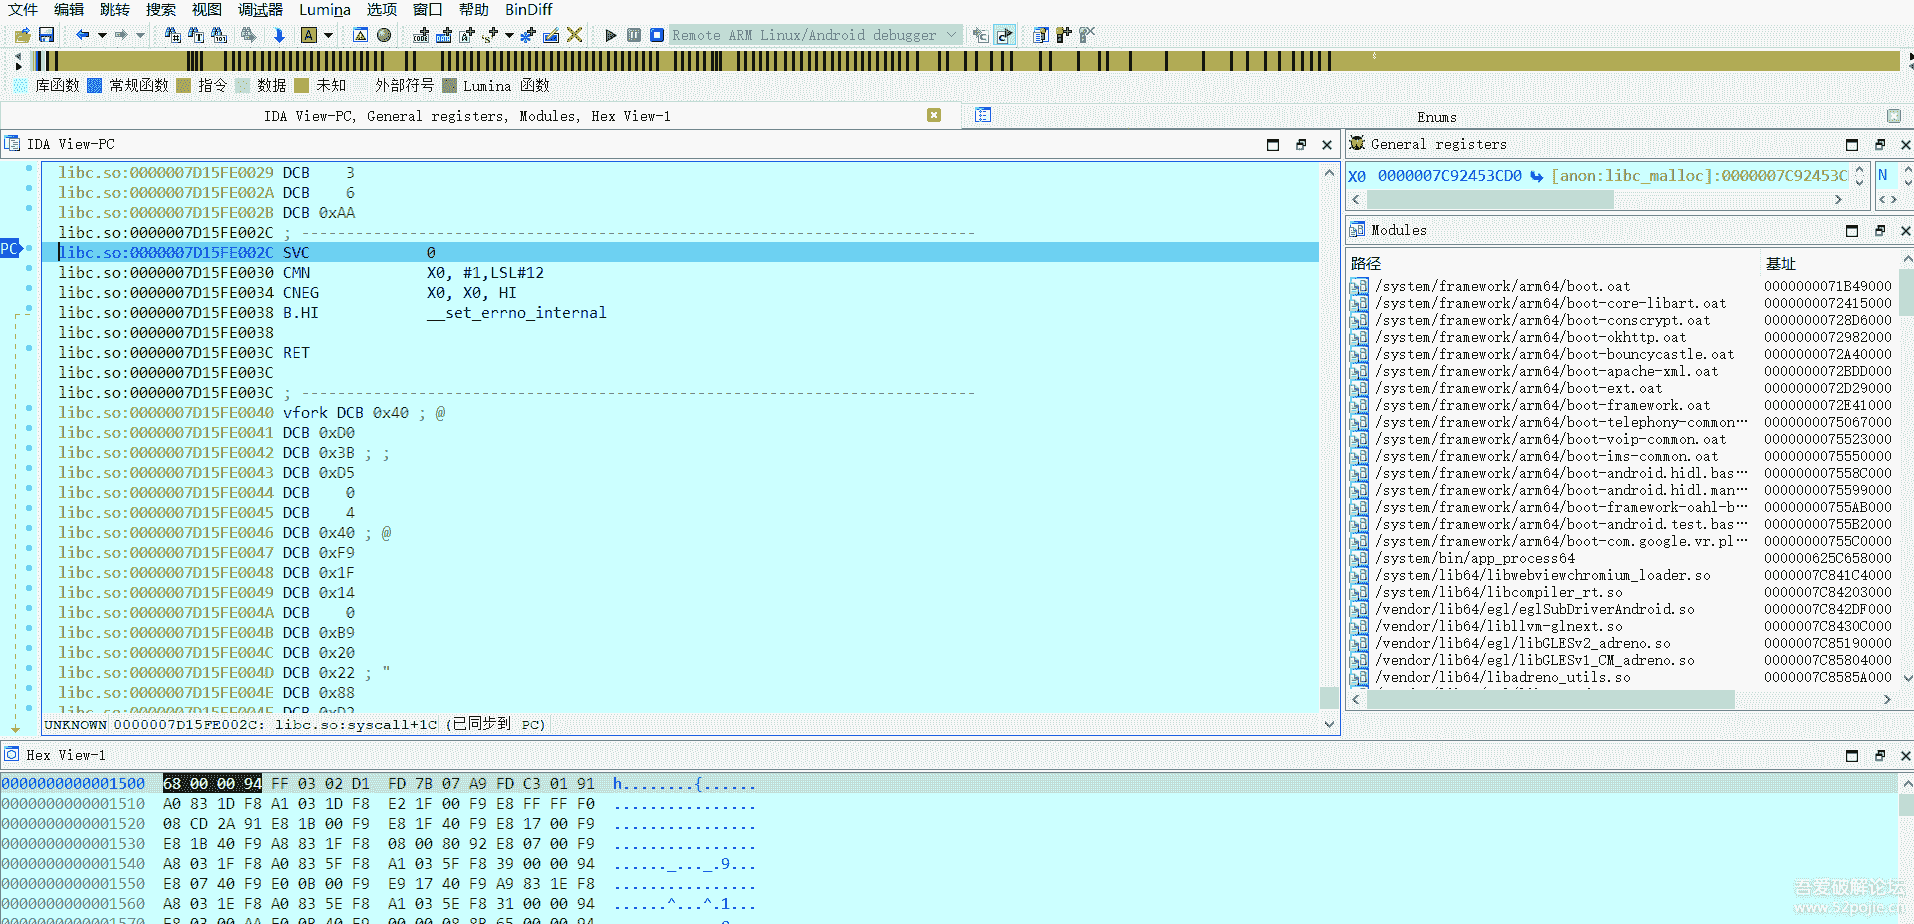 文件 编辑 跳转 搜索 视图 调试器 Lumina 选项 窗口 帮助 BinDiff
Remote ARM Linux/Android debugger
库函数 常规函数 指令 数据 未知 外部符号 Lumina 函数
IDA View-PC, General registers, Modules, Hex View-1
Enums
IDA View-PC
libc.so:0000007D15FE0029 DCB 3
libc.so:0000007D15FE002A DCB 6
libc.so:0000007D15FE002B DCB 0xAA
libc.so:0000007D15FE002C ; ---------------------------------------------------------------------------
PC
libc.so:0000007D15FE002C SVC 0
libc.so:0000007D15FE0030 CMN X0, #1,LSL#12
libc.so:0000007D15FE0034 CNEG X0, X0, HI
libc.so:0000007D15FE0038 B.HI __set_errno_internal
libc.so:0000007D15FE0038
libc.so:0000007D15FE003C RET
libc.so:0000007D15FE003C
libc.so:0000007D15FE003C ; ---------------------------------------------------------------------------
libc.so:0000007D15FE0040 vfork DCB 0x40 ; @
libc.so:0000007D15FE0041 DCB 0xD0
libc.so:0000007D15FE0042 DCB 0x3B ; ;
libc.so:0000007D15FE0043 DCB 0xD5
libc.so:0000007D15FE0044 DCB 0
libc.so:0000007D15FE0045 DCB 4
libc.so:0000007D15FE0046 DCB 0x40 ; @
libc.so:0000007D15FE0047 DCB 0xF9
libc.so:0000007D15FE0048 DCB 0x1F
libc.so:0000007D15FE0049 DCB 0x14
libc.so:0000007D15FE004A DCB 0
libc.so:0000007D15FE004B DCB 0xB9
libc.so:0000007D15FE004C DCB 0x20
libc.so:0000007D15FE004D DCB 0x22 ; "
libc.so:0000007D15FE004E DCB 0x88
libc.so:0000007D15FE004F DCB 0xD2
UNKNOWN 0000007D15FE002C: libc.so:syscall+1C (已同步到 PC)
General registers
X0 0000007C92453CD0 [anon:libc_malloc]:0000007C92453C
N
Modules
路径 基址
/system/framework/arm64/boot.oat 0000000071B49000
/system/framework/arm64/boot-core-libart.oat 0000000072415000
/system/framework/arm64/boot-conscrypt.oat 00000000728D6000
/system/framework/arm64/boot-okhttp.oat 0000000072982000
/system/framework/arm64/boot-bouncycastle.oat 0000000072A40000
/system/framework/arm64/boot-apache-xml.oat 0000000072BDD000
/system/framework/arm64/boot-ext.oat 0000000072D29000
/system/framework/arm64/boot-framework.oat 0000000072E41000
/system/framework/arm64/boot-telephony-common⋯ 0000000075067000
/system/framework/arm64/boot-voip-common.oat 0000000075523000
/system/framework/arm64/boot-ims-common.oat 0000000075550000
/system/framework/arm64/boot-android.hidl.bas⋯ 000000007558C000
/system/framework/arm64/boot-android.hidl.man⋯ 0000000075599000
/system/framework/arm64/boot-framework-oahl-b⋯ 00000000755AB000
/system/framework/arm64/boot-android.test.bas⋯ 00000000755B2000
/system/framework/arm64/boot-com.google.vr.pl⋯ 00000000755C0000
/system/bin/app_process64 000000625C658000
/system/lib64/libwebviewchromium_loader.so 0000007C841C4000
/system/lib64/libcompiler_rt.so 0000007C84203000
/vendor/lib64/egl/eglSubDriverAndroid.so 0000007C842DF000
/vendor/lib64/libllvm-glnext.so 0000007C8430C000
/vendor/lib64/egl/libGLESv2_adreno.so 0000007C85190000
/vendor/lib64/egl/libGLESv1_CM_adreno.so 0000007C85804000
/vendor/lib64/libadreno_utils.so 0000007C8585A000
Hex View-1
0000000000001500 68 00 00 94 FF 03 02 D1 FD 7B 07 A9 FD C3 01 91 h........{......
0000000000001510 A0 83 1D F8 A1 03 1D F8 E2 1F 00 F9 E8 FF FF F0 ................
0000000000001520 08 CD 2A 91 E8 1B 00 F9 E8 1F 40 F9 E8 17 00 F9 ................
0000000000001530 E8 1B 40 F9 A8 83 1F F8 08 00 80 92 E8 07 00 F9 ................
0000000000001540 A8 03 1F F8 A0 83 5F F8 A1 03 5F F8 39 00 00 94 ......_..._.9...
0000000000001550 E8 07 40 F9 E0 0B 00 F9 E9 17 40 F9 A9 83 1E F8 ................
0000000000001560 A8 03 1E F8 A0 83 5E F8 A1 03 5E F8 31 00 00 94 ......^...^.1...
0000000000001570 E8 03 00 AA E0 0B 40 F9 00 00 08 8B 65 00 00 94
吾爱破解论坛
www.52pojie.cn